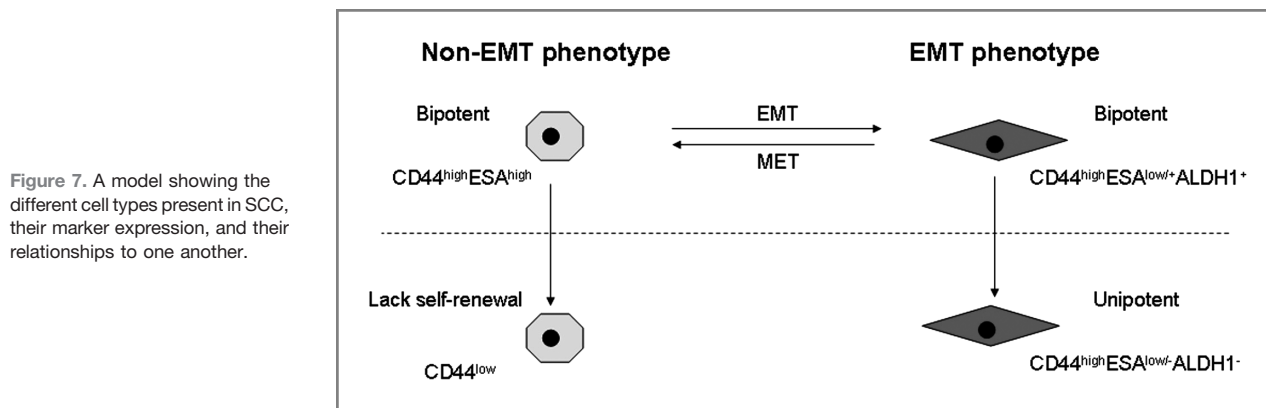 Figure 7. A model showing the
different cell types present in SCC,
their marker expression, and their
relationships to one another.
Non-EMT phenotype
EMT phenotype
Bipotent
EMT
Bipotent
MET
CD44highESAhigh
CD44highESAlow/+ALDH1+
Lack self-renewal
Unipotent
CD44low
CD44highESAlow/-ALDH1-